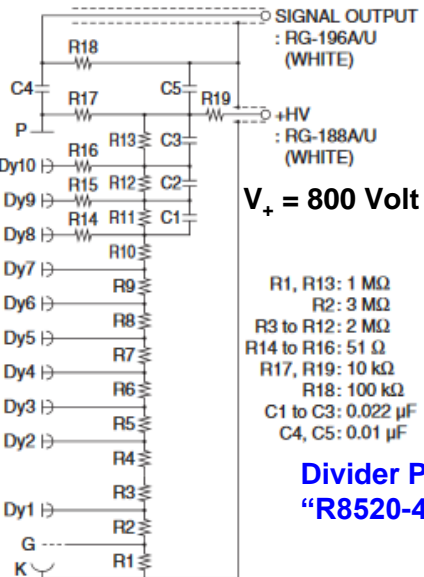 SIGNAL OUTPUT
: RG-196A/U
(WHITE)
R18
C4
C5
R17
R19
+HV
: RG-188A/U
(WHITE)
P
R13
C3
R16
Dy10
R12
C2
R15
Dy9
V+ = 800 Volt
R14
R11
C1
Dy8
R10
Dy7
R9
Dy6
R8
Dy5
R7
Dy4
R6
Dy3
R5
Dy2
R4
R3
Dy1
R2
G
R1
K
R1, R13: 1 MΩ
R2: 3 MΩ
R3 to R12: 2 MΩ
R14 to R16: 51 Ω
R17, R19: 10 kΩ
R18: 100 kΩ
C1 to C3: 0.022 µF
C4, C5: 0.01 µF
Divider P
“R8520-4